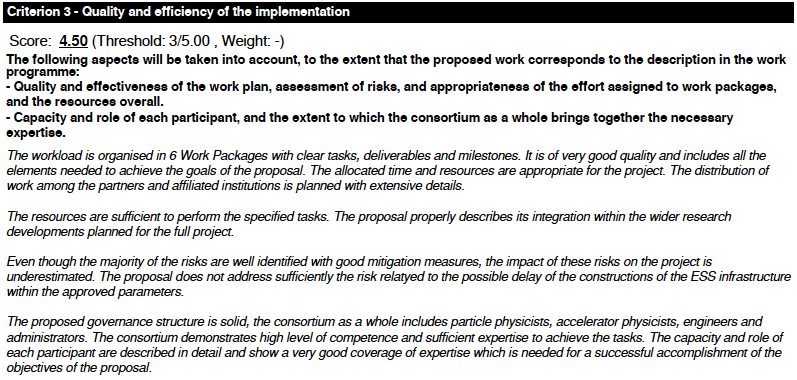 Criterion 3 - Quality and efficiency of the implementation
Score: 4.50 (Threshold: 3/5.00 , Weight: -)
The following aspects will be taken into account, to the extent that the proposed work corresponds to the description in the work
programme:
- Quality and effectiveness of the work plan, assessment of risks, and appropriateness of the effort assigned to work packages,
and the resources overall.
- Capacity and role of each participant, and the extent to which the consortium as a whole brings together the necessary
expertise.
The workload is organised in 6 Work Packages with clear tasks, deliverables and milestones. It is of very good quality and includes all the
elements needed to achieve the goals of the proposal. The allocated time and resources are appropriate for the project. The distribution of
work among the partners and affiliated institutions is planned with extensive details.
The resources are sufficient to perform the specified tasks. The proposal properly describes its integration within the wider research
developments planned for the full project.
Even though the majority of the risks are well identified with good mitigation measures, the impact of these risks on the project is
underestimated. The proposal does not address sufficiently the risk relatyed to the possible delay of the constructions of the ESS infrastructure
within the approved parameters.
The proposed governance structure is solid, the consortium as a whole includes particle physicists, accelerator physicists, engineers and
administrators. The consortium demonstrates high level of competence and sufficient expertise to achieve the tasks. The capacity and role of
each participant are described in detail and show a very good coverage of expertise which is needed for a successful accomplishment of the
objectives of the proposal.